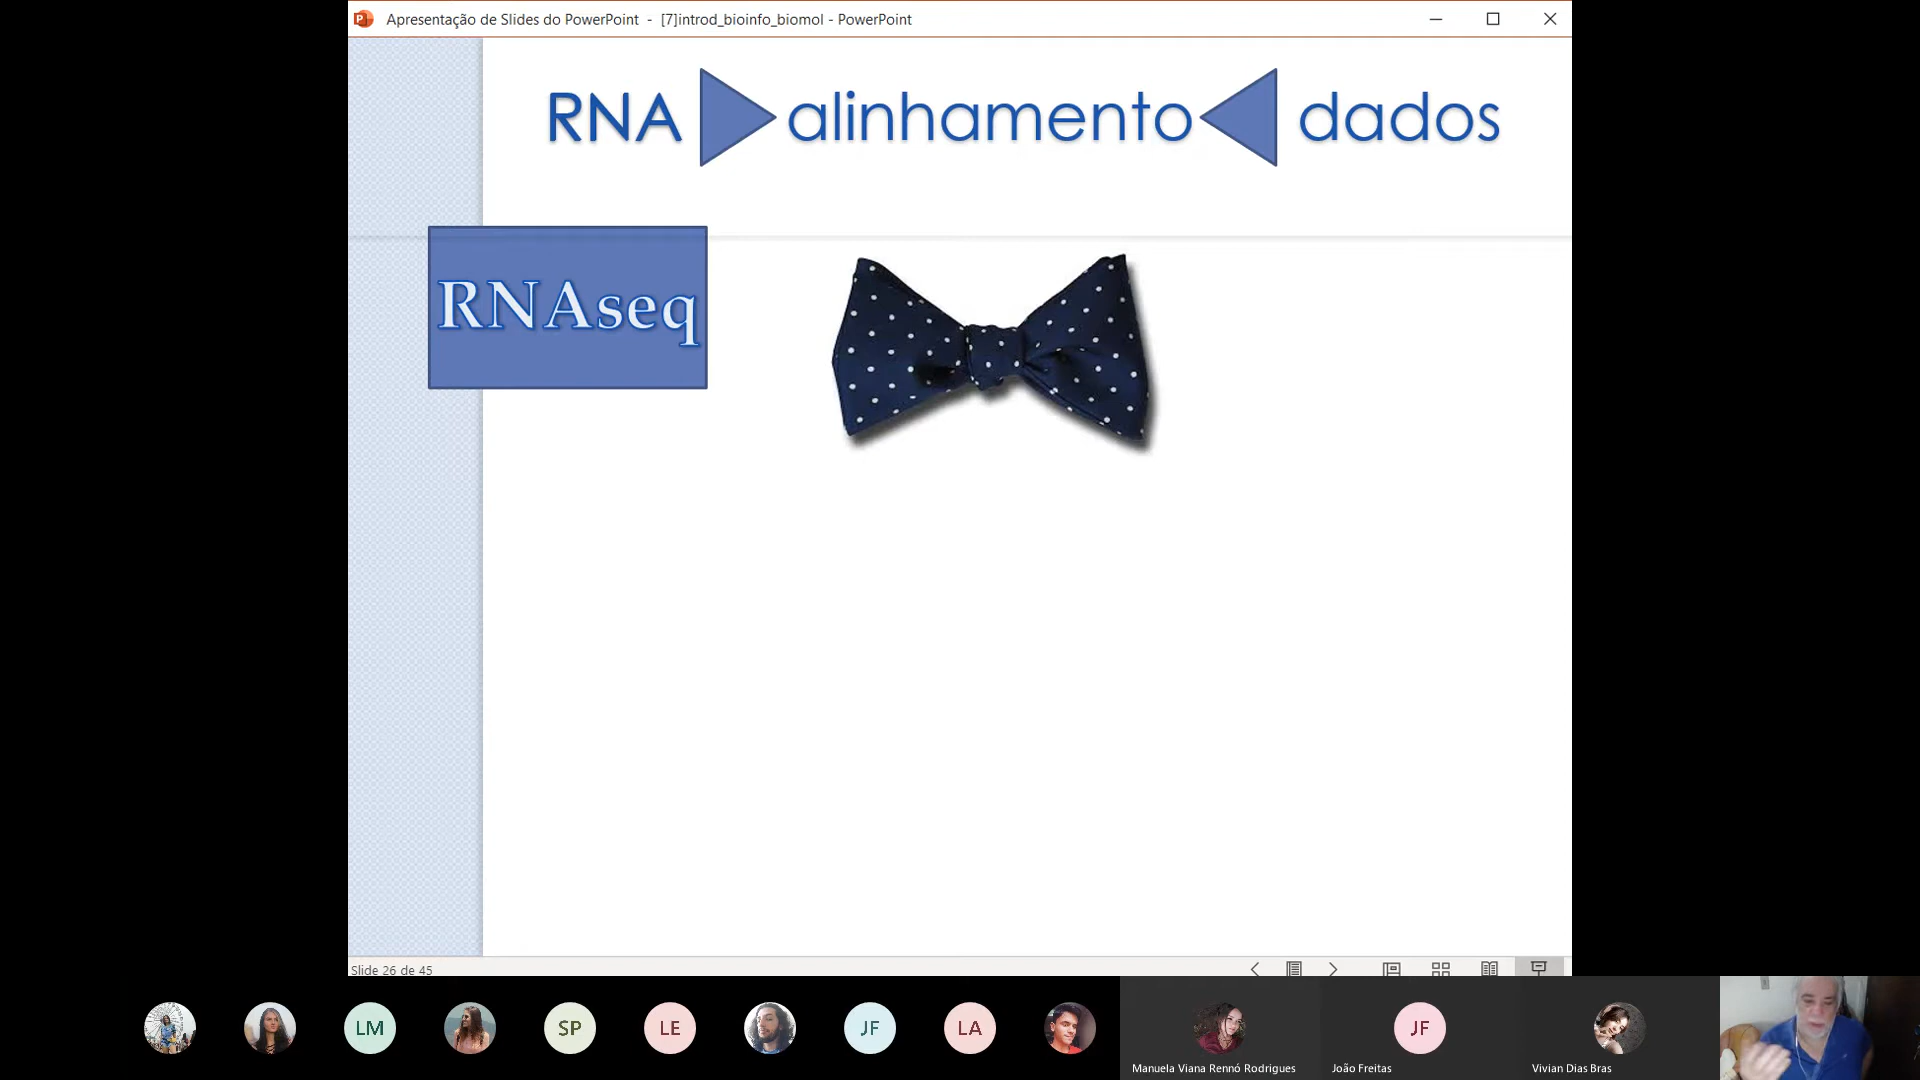 Apresentação de Slides do PowerPoint - [7]introd_bioinfo_biomol - PowerPoint
RNA alinhamento dados
RNAseq
Slide 26 de 45
LM SP LE JF LA JF
Manuela Viana Rennó Rodrigues João Freitas Vivian Dias Bras